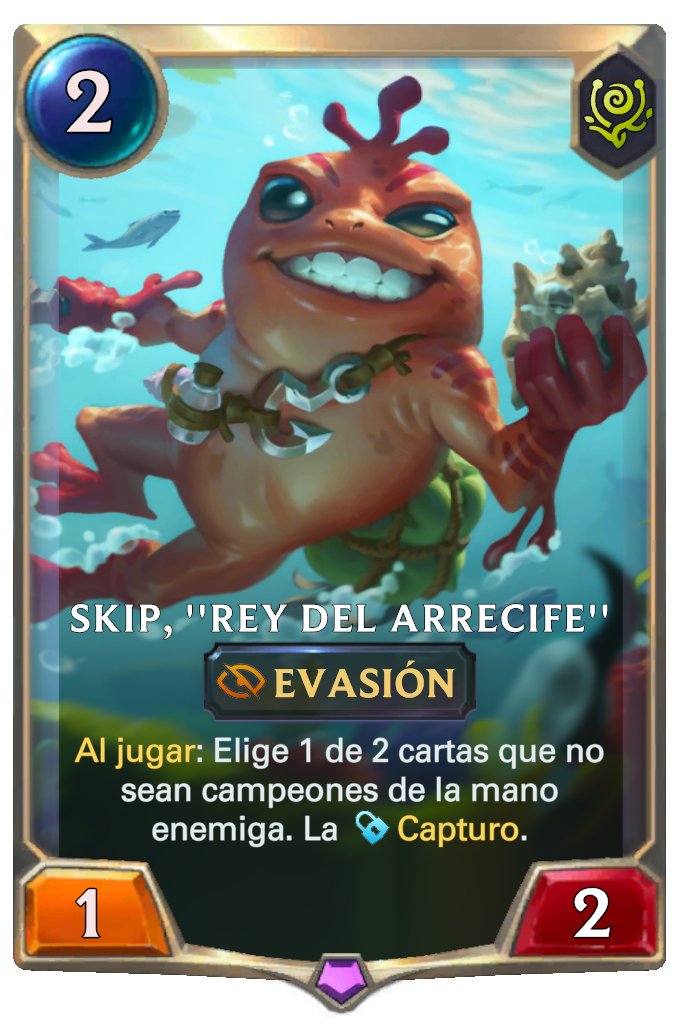 2
SKIP, "REY DEL ARRECIFE"
EVASIÓN
Al jugar: Elige 1 de 2 cartas que no
sean campeones de la mano
enemiga. La Capturo.
1
2